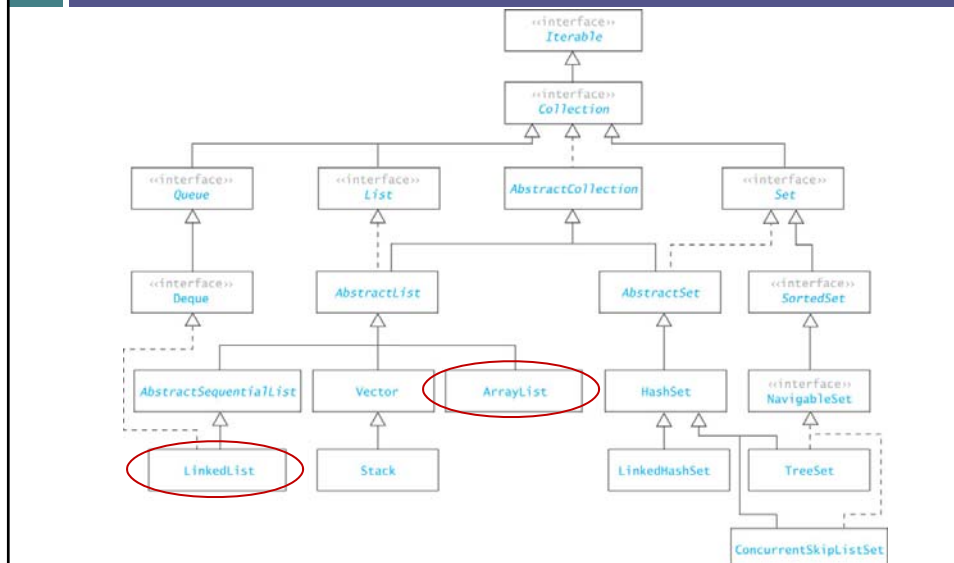 «interface»
Iterable
«interface»
Collection
«interface»
Queue
«interface»
List
AbstractCollection
«interface»
Set
«interface»
Deque
AbstractList
AbstractSet
«interface»
SortedSet
AbstractSequentialList
Vector
ArrayList
HashSet
«interface»
NavigableSet
LinkedList
Stack
LinkedHashSet
TreeSet
ConcurrentSkipListSet